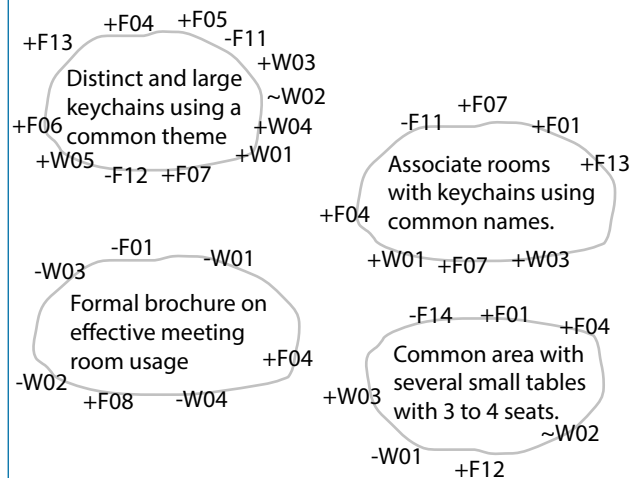 +F04 +F05
+F13 -F11
+W03
Distinct and large
~W02
keychains using a
+F06 +W04
common theme
+W05 +W01
-F12 +F07
+F07
-F11 +F01
Associate rooms +F13
with keychains using
+F04 common names.
+W01 +F07 +W03
-F01 -W01
-W03
Formal brochure on
effective meeting
room usage +F04
-W02
+F08 -W04
-F14 +F01 +F04
Common area with
several small tables
+W03 with 3 to 4 seats.
~W02
-W01 +F12